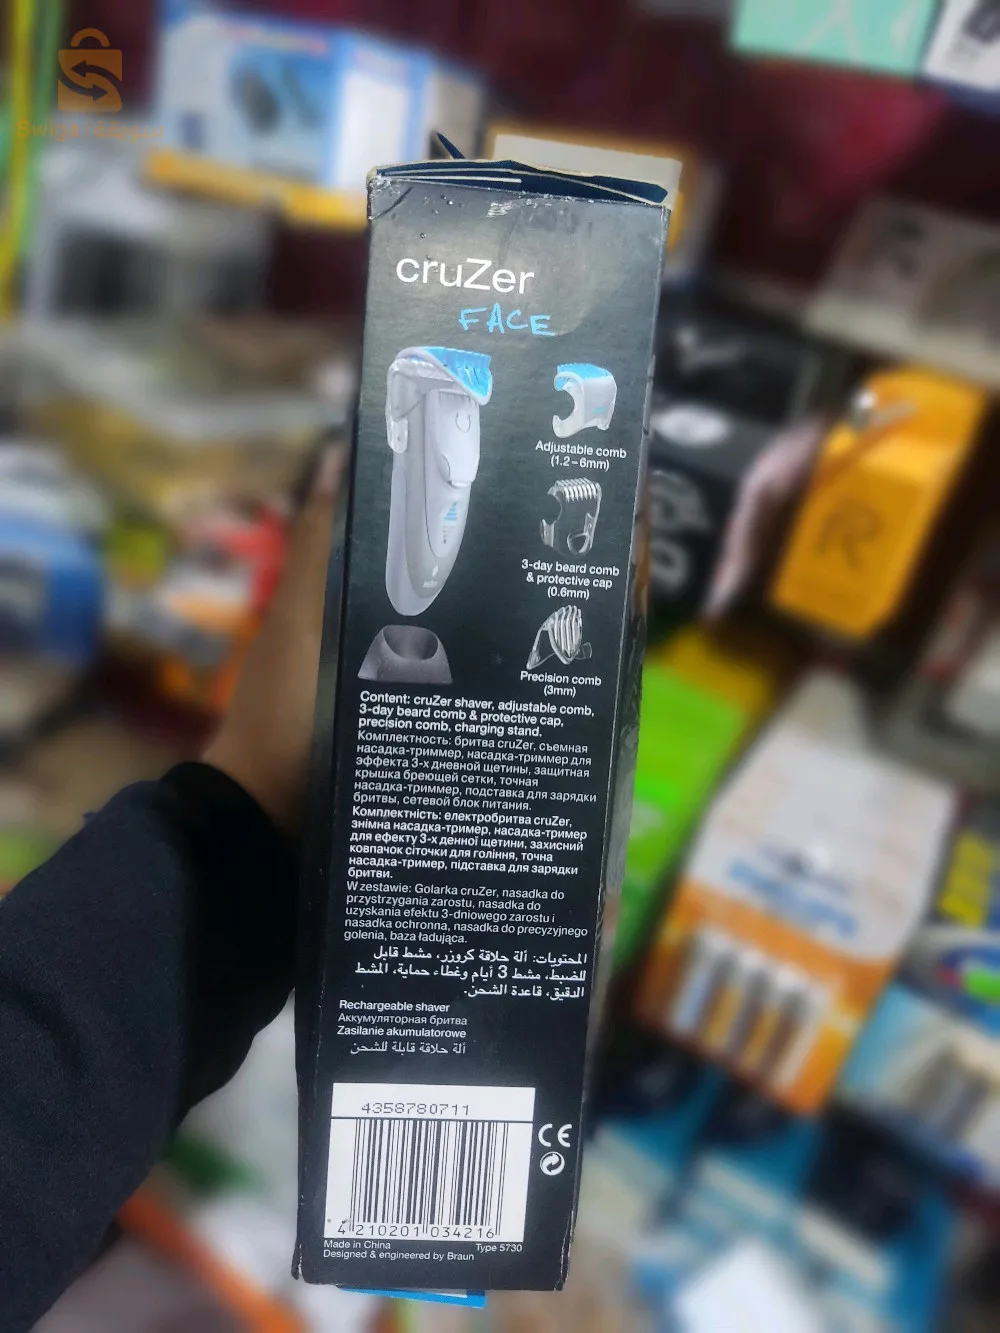 cruZer
FACE
Adjustable comb
(1.2–6mm)
3-day beard comb
& protective cap
(0.6mm)
Precision comb
(3mm)
Content: cruZer shaver, adjustable comb,
3-day beard comb & protective cap,
precision comb, charging stand.
Комплектность: бритва cruZer, съемная
насадка-триммер, насадка-триммер для
эффекта 3-х дневной щетины, защитная
крышка бреющей сетки, точная
насадка-триммер, подставка для зарядки
бритвы, сетевой блок питания.
Комплектність: електробритва cruZer,
знімна насадка-тример, насадка-тример
для ефекту 3-х денної щетини, захисний
ковпачок сіточки для гоління, точна
насадка-тример, підставка для зарядки
бритви.
W zestawie: Golarka cruZer, nasadka do
przystrzygania zarostu, nasadka do
uzyskania efektu 3-dniowego zarostu i
nasadka ochronna, nasadka do precyzyjnego
golenia, baza ładująca.
المحتويات: ألة حلاقة كروزر، مشط قابل
للضبط، مشط 3 أيام وغطاء حماية، المشط
الدقيق، قاعدة الشحن.
Rechargeable shaver
Аккумуляторная бритва
Zasilanie akumulatorowe
ألة حلاقة قابلة للشحن
4358780711
CE
4 210201 034216
Made in China
Type 5730
Designed & engineered by Braun